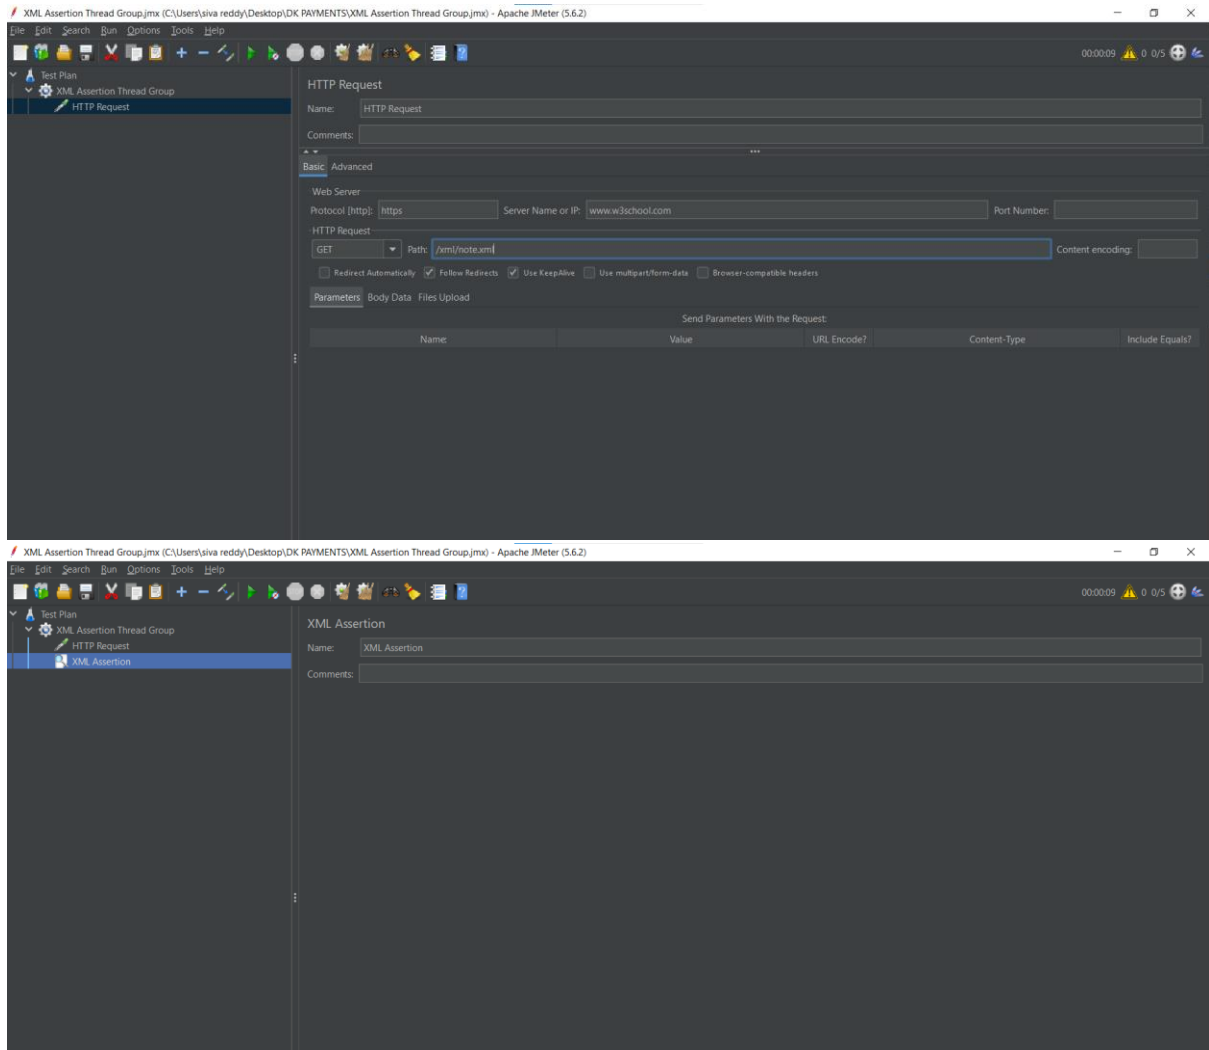 XML Assertion Thread Group.jmx (C:\Users\siva reddy\Desktop\DK PAYMENTS\XML Assertion Thread Group.jmx) - Apache JMeter (5.6.2)
File Edit Search Run Options Tools Help
00:00:09 0 0/5
Test Plan
XML Assertion Thread Group
HTTP Request
HTTP Request
Name: HTTP Request
Comments:
Basic Advanced
Web Server
Protocol [http]: https Server Name or IP: www.w3school.com Port Number:
HTTP Request
GET Path: /xml/note.xml Content encoding:
Redirect Automatically Follow Redirects Use KeepAlive Use multipart/form-data Browser-compatible headers
Parameters Body Data Files Upload
Send Parameters With the Request:
Name: Value URL Encode? Content-Type Include Equals?
XML Assertion Thread Group.jmx (C:\Users\siva reddy\Desktop\DK PAYMENTS\XML Assertion Thread Group.jmx) - Apache JMeter (5.6.2)
File Edit Search Run Options Tools Help
00:00:09 0 0/5
Test Plan
XML Assertion Thread Group
HTTP Request
XML Assertion
XML Assertion
Name: XML Assertion
Comments: